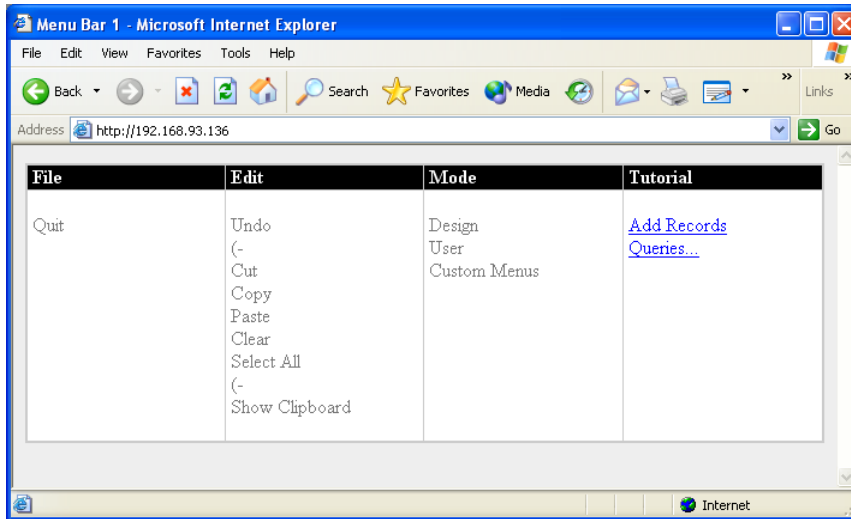 Menu Bar 1 - Microsoft Internet Explorer
File Edit View Favorites Tools Help
Back Search Favorites Media Links
Address http://192.168.93.136 Go
File Edit Mode Tutorial
Quit Undo Design Add Records
(- User Queries...
Cut Custom Menus
Copy
Paste
Clear
Select All
(-
Show Clipboard
Internet